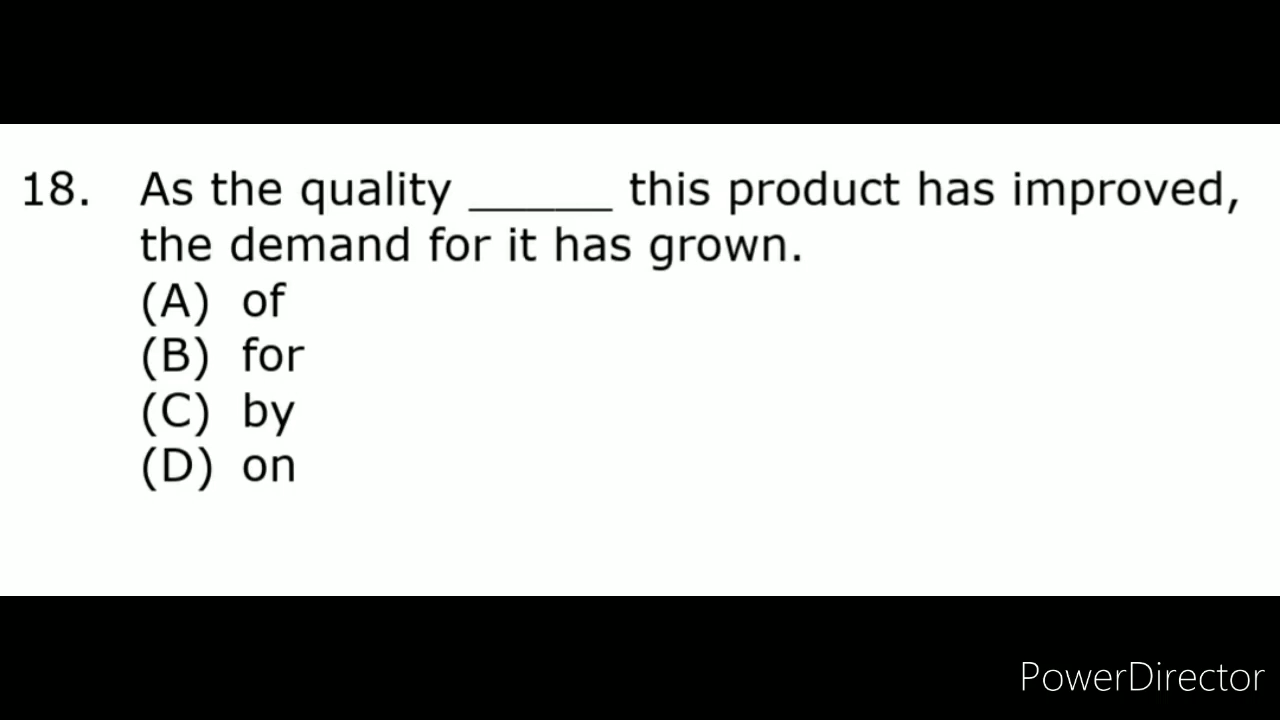 18. As the quality _____ this product has improved,
the demand for it has grown.
(A) of
(B) for
(C) by
(D) on
PowerDirector